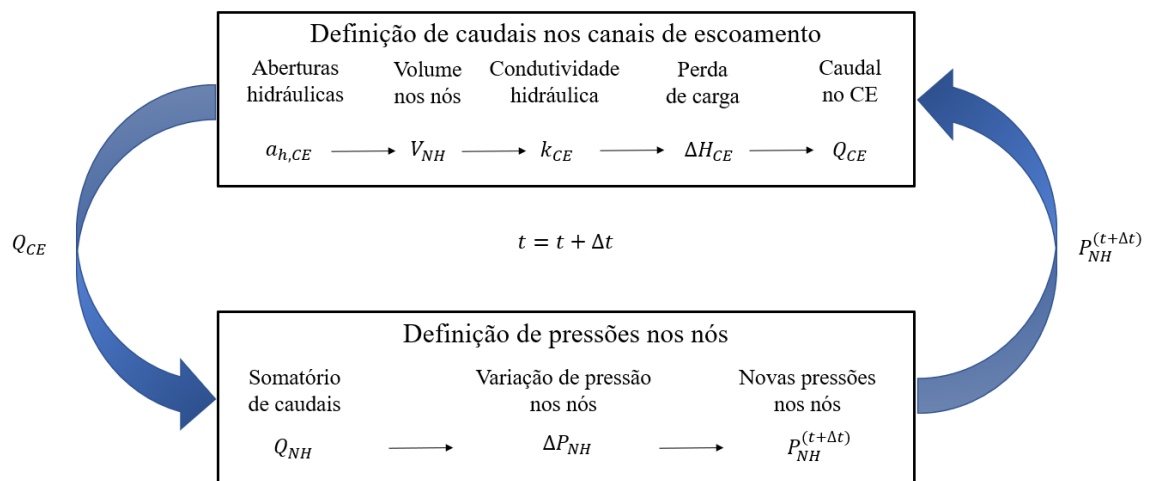 Definição de caudais nos canais de escoamento
Aberturas hidráulicas
Volume nos nós
Condutividade hidráulica
Perda de carga
Caudal no CE
a_{h,CE} → V_{NH} → k_{CE} → ΔH_{CE} → Q_{CE}
Q_{CE}
t = t + Δt
P_{NH}^{(t+Δt)}
Definição de pressões nos nós
Somatório de caudais
Variação de pressão nos nós
Novas pressões nos nós
Q_{NH} → ΔP_{NH} → P_{NH}^{(t+Δt)}